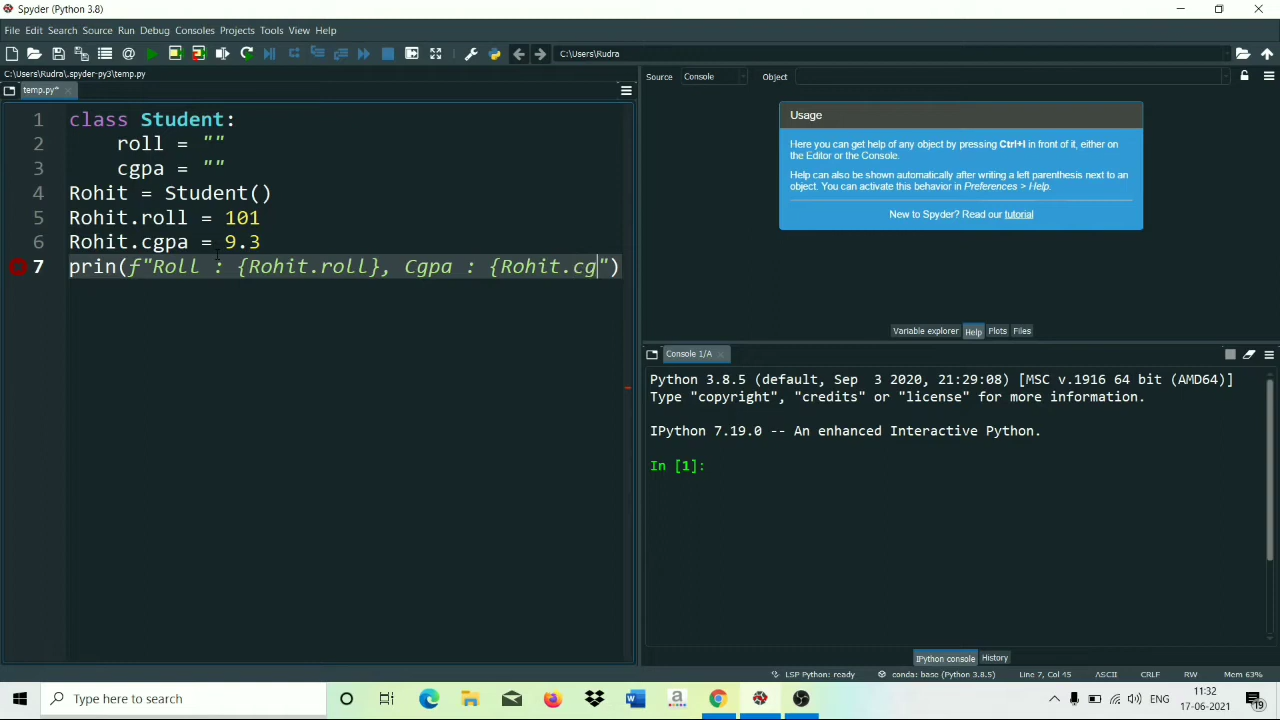 Spyder (Python 3.8)
File Edit Search Source Run Debug Consoles Projects Tools View Help
C:\Users\Rudra
C:\Users\Rudra\.spyder-py3\temp.py
Source Console Object
temp.py*
1 class Student:
2 roll = ""
3 cgpa = ""
4 Rohit = Student()
5 Rohit.roll = 101
6 Rohit.cgpa = 9.3
7 prin(f"Roll : {Rohit.roll}, Cgpa : {Rohit.cg")
Usage
Here you can get help of any object by pressing Ctrl+I in front of it, either on
the Editor or the Console.
Help can also be shown automatically after writing a left parenthesis next to an
object. You can activate this behavior in Preferences > Help.
New to Spyder? Read our tutorial
Variable explorer Help Plots Files
Console 1/A
Python 3.8.5 (default, Sep 3 2020, 21:29:08) [MSC v.1916 64 bit (AMD64)]
Type "copyright", "credits" or "license" for more information.
IPython 7.19.0 -- An enhanced Interactive Python.
In [1]:
IPython console History
LSP Python: ready conda: base (Python 3.8.5) Line 7, Col 45 ASCII CRLF RW Mem 63%
Type here to search
a
W
ENG
11:32
17-06-2021
19